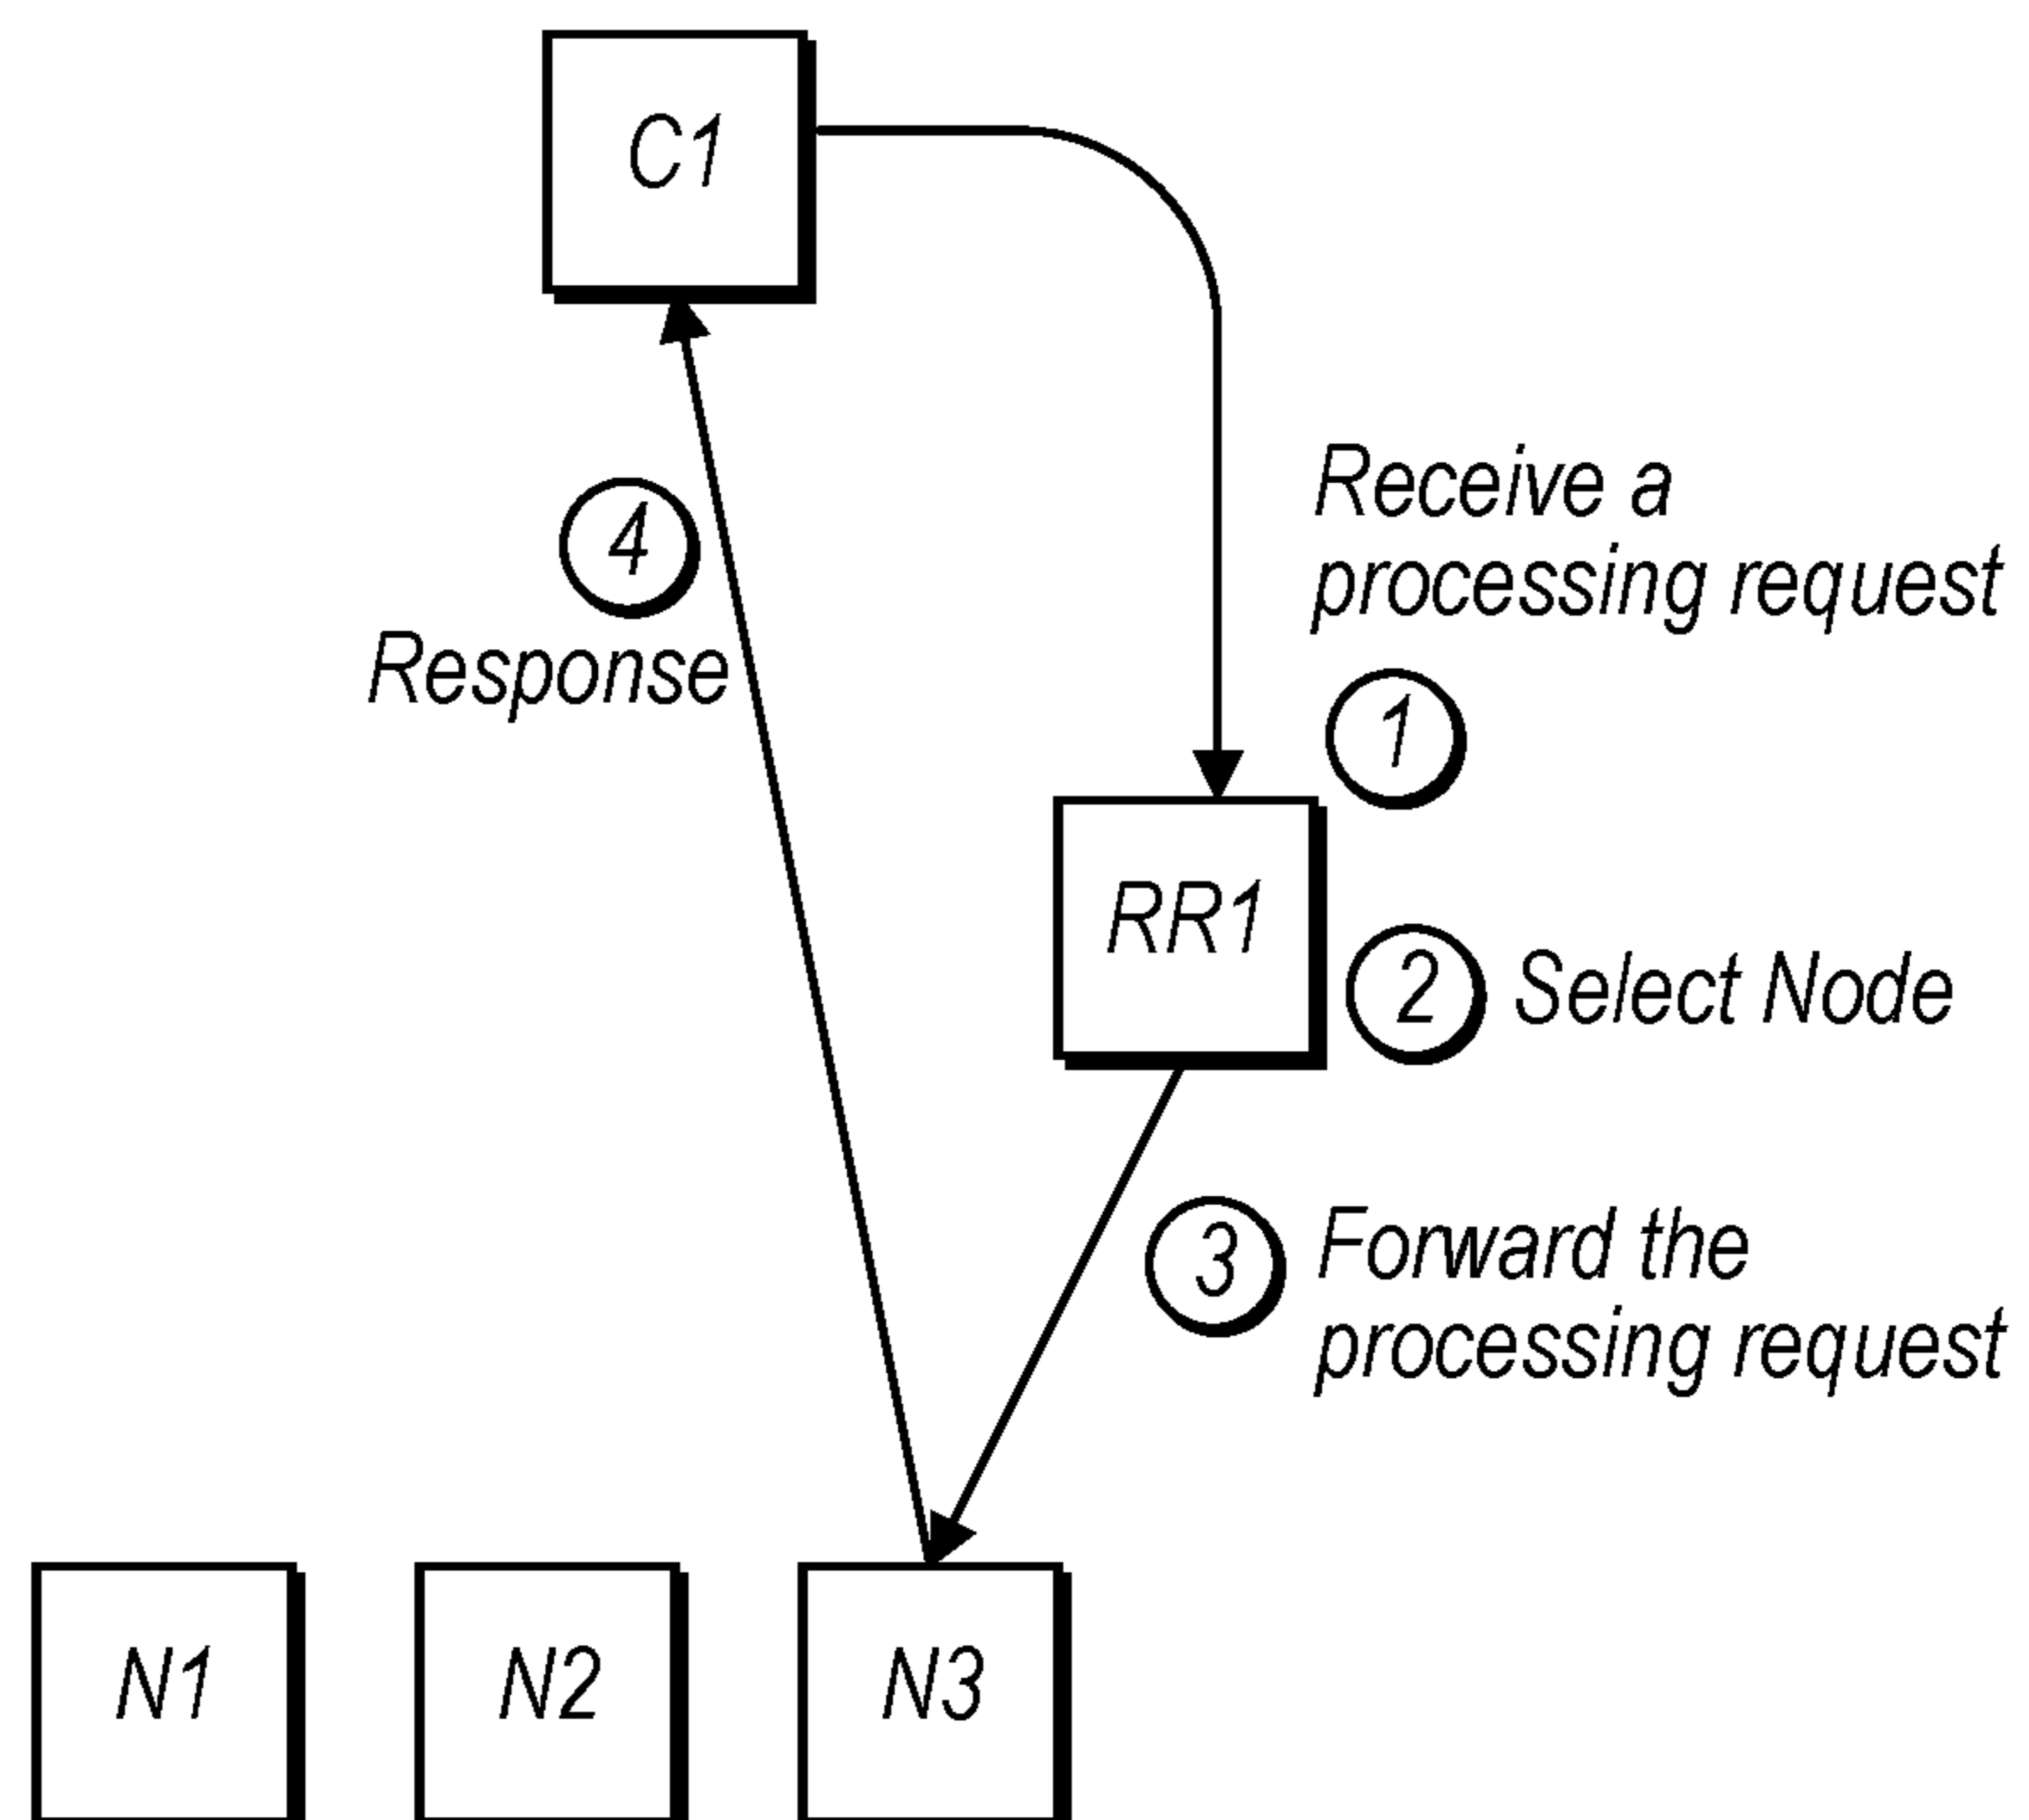 C1
Receive a
processing request
4
Response
1
RR1
2 Select Node
3 Forward the
processing request
N1 N2 N3